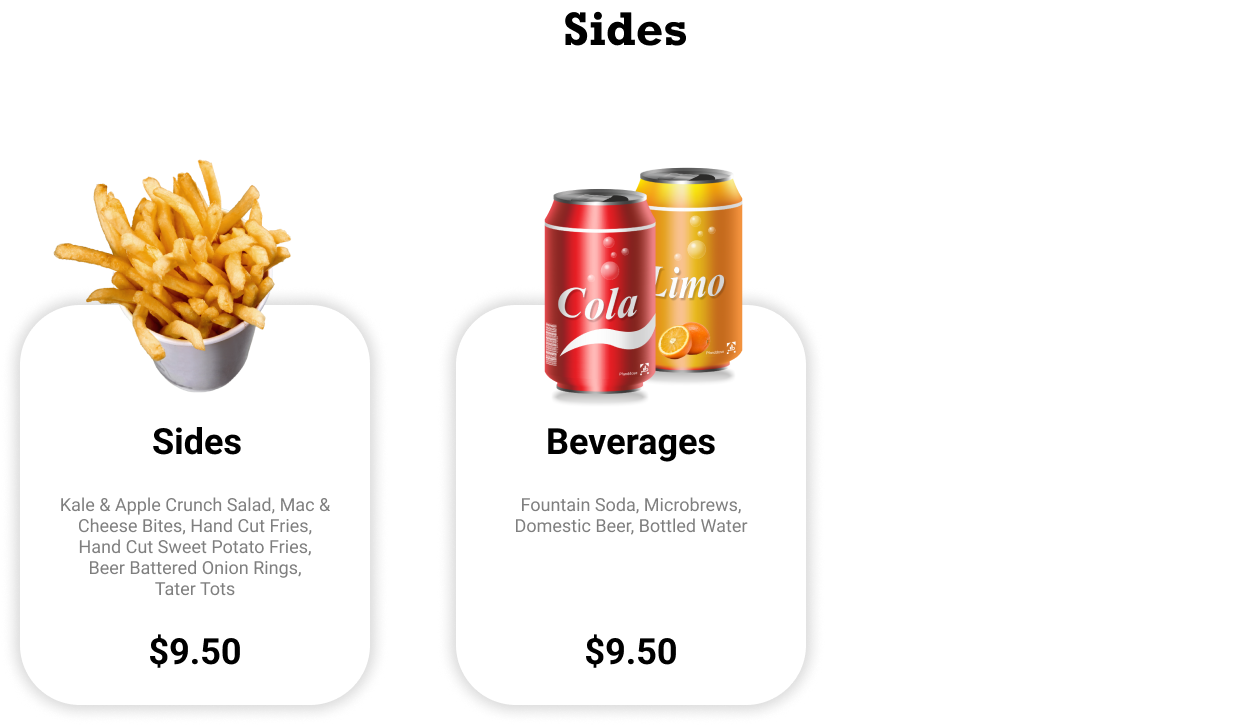 Sides
Cola
Limo
Sides
Kale & Apple Crunch Salad, Mac &
Cheese Bites, Hand Cut Fries,
Hand Cut Sweet Potato Fries,
Beer Battered Onion Rings,
Tater Tots
$9.50
Beverages
Fountain Soda, Microbrews,
Domestic Beer, Bottled Water
$9.50